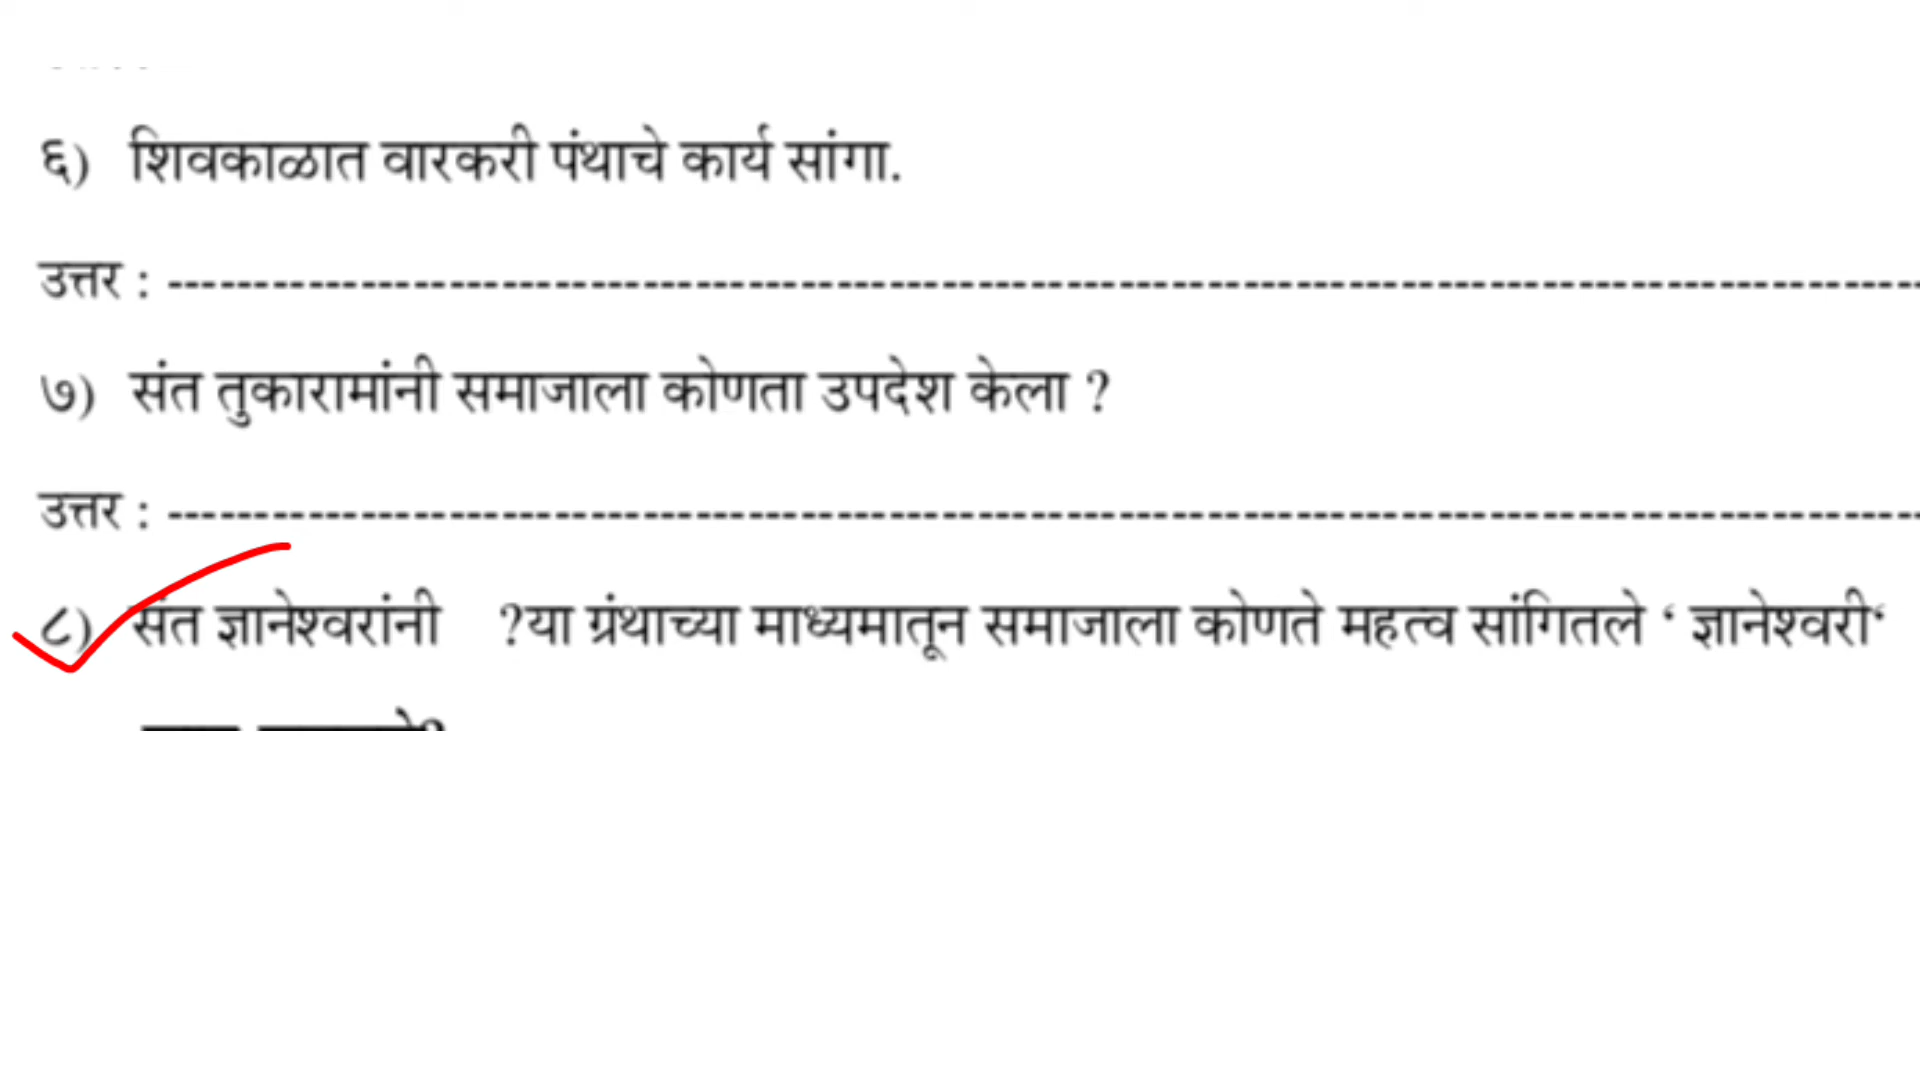 ६) शिवकाळात वारकरी पंथाचे कार्य सांगा.
उत्तर : ----------------------------------------------------------------------------------------------------
७) संत तुकारामांनी समाजाला कोणता उपदेश केला ?
उत्तर : ----------------------------------------------------------------------------------------------------
८) संत ज्ञानेश्वरांनी ?या ग्रंथाच्या माध्यमातून समाजाला कोणते महत्व सांगितले ‘ ज्ञानेश्वरी‘